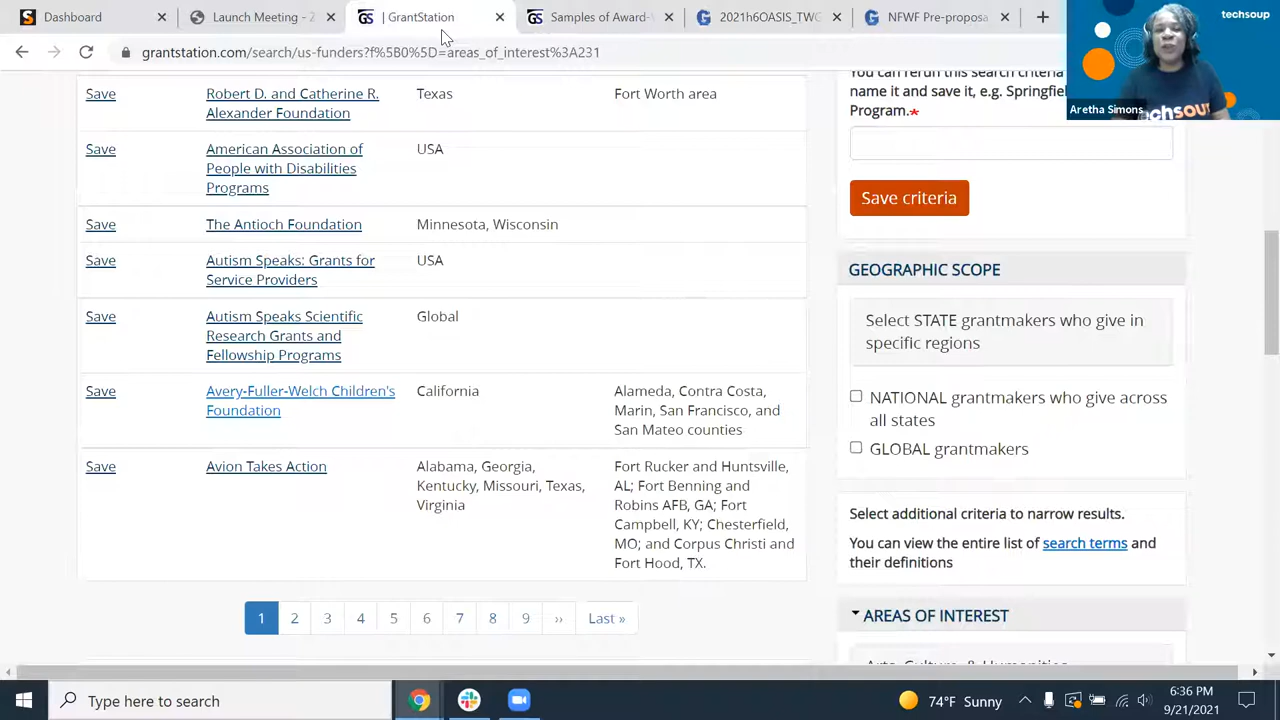 Dashboard
Launch Meeting -
| GrantStation
Samples of Award-
2021h6OASIS_TWC
NFWF Pre-proposa
techsoup
grantstation.com/search/us-funders?f%5B0%5D=areas_of_interest%3A231
Aretha Simons
Save
Robert D. and Catherine R.
Alexander Foundation
Texas
Fort Worth area
Save
American Association of
People with Disabilities
Programs
USA
Save
The Antioch Foundation
Minnesota, Wisconsin
Save
Autism Speaks: Grants for
Service Providers
USA
Save
Autism Speaks Scientific
Research Grants and
Fellowship Programs
Global
Save
Avery-Fuller-Welch Children's
Foundation
California
Alameda, Contra Costa,
Marin, San Francisco, and
San Mateo counties
Save
Avion Takes Action
Alabama, Georgia,
Kentucky, Missouri, Texas,
Virginia
Fort Rucker and Huntsville,
AL; Fort Benning and
Robins AFB, GA; Fort
Campbell, KY; Chesterfield,
MO; and Corpus Christi and
Fort Hood, TX.
1 2 3 4 5 6 7 8 9 ›› Last »
You can rerun this search criteria
name it and save it, e.g. Springfield
Program.*
Save criteria
GEOGRAPHIC SCOPE
Select STATE grantmakers who give in
specific regions
NATIONAL grantmakers who give across
all states
GLOBAL grantmakers
Select additional criteria to narrow results.
You can view the entire list of search terms and
their definitions
AREAS OF INTEREST
Arts, Culture, & Humanities
Type here to search
74°F Sunny
6:36 PM
9/21/2021